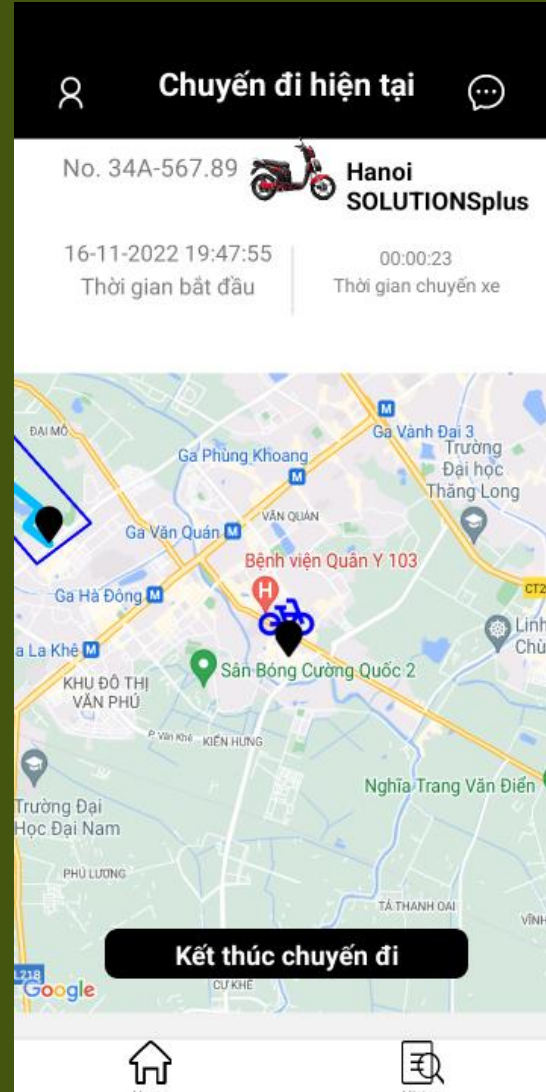 Chuyến đi hiện tại
No. 34A-567.89
Hanoi
SOLUTIONSplus
16-11-2022 19:47:55
Thời gian bắt đầu
00:00:23
Thời gian chuyến xe
ĐẠI MỖ
M
Ga Vành Đai 3
Trường
Đại học
Thăng Long
Ga Phùng Khoang
M
VĂN QUÁN
Ga Văn Quán M
Bệnh viện Quân Y 103
H
CT2
Ga Hà Đông M
Linh
Chù
a La Khê M
Sân Bóng Cường Quốc 2
KHU ĐÔ THỊ
VĂN PHÚ
P. Văn Khê
KIẾN HƯNG
Nghĩa Trang Văn Điển
Trường Đại
Học Đại Nam
PHÚ LƯƠNG
TẢ THANH OAI
VĨNH
Kết thúc chuyến đi
L218
Google
CỰ KHÊ